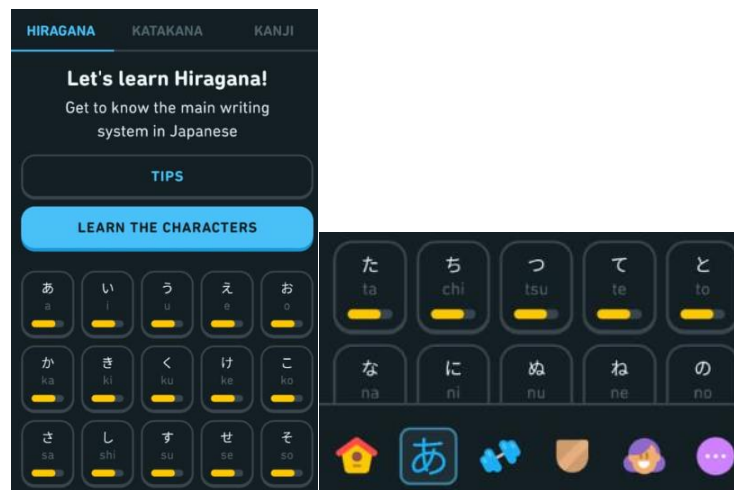 HIRAGANA KATAKANA KANJI
Let's learn Hiragana!
Get to know the main writing
system in Japanese
TIPS
LEARN THE CHARACTERS
あ い う え お
a i u e o
か き く け こ
ka ki ku ke ko
さ し す せ そ
sa shi su se so
た ち つ て と
ta chi tsu te to
な に ぬ ね の
na ni nu ne no
あ